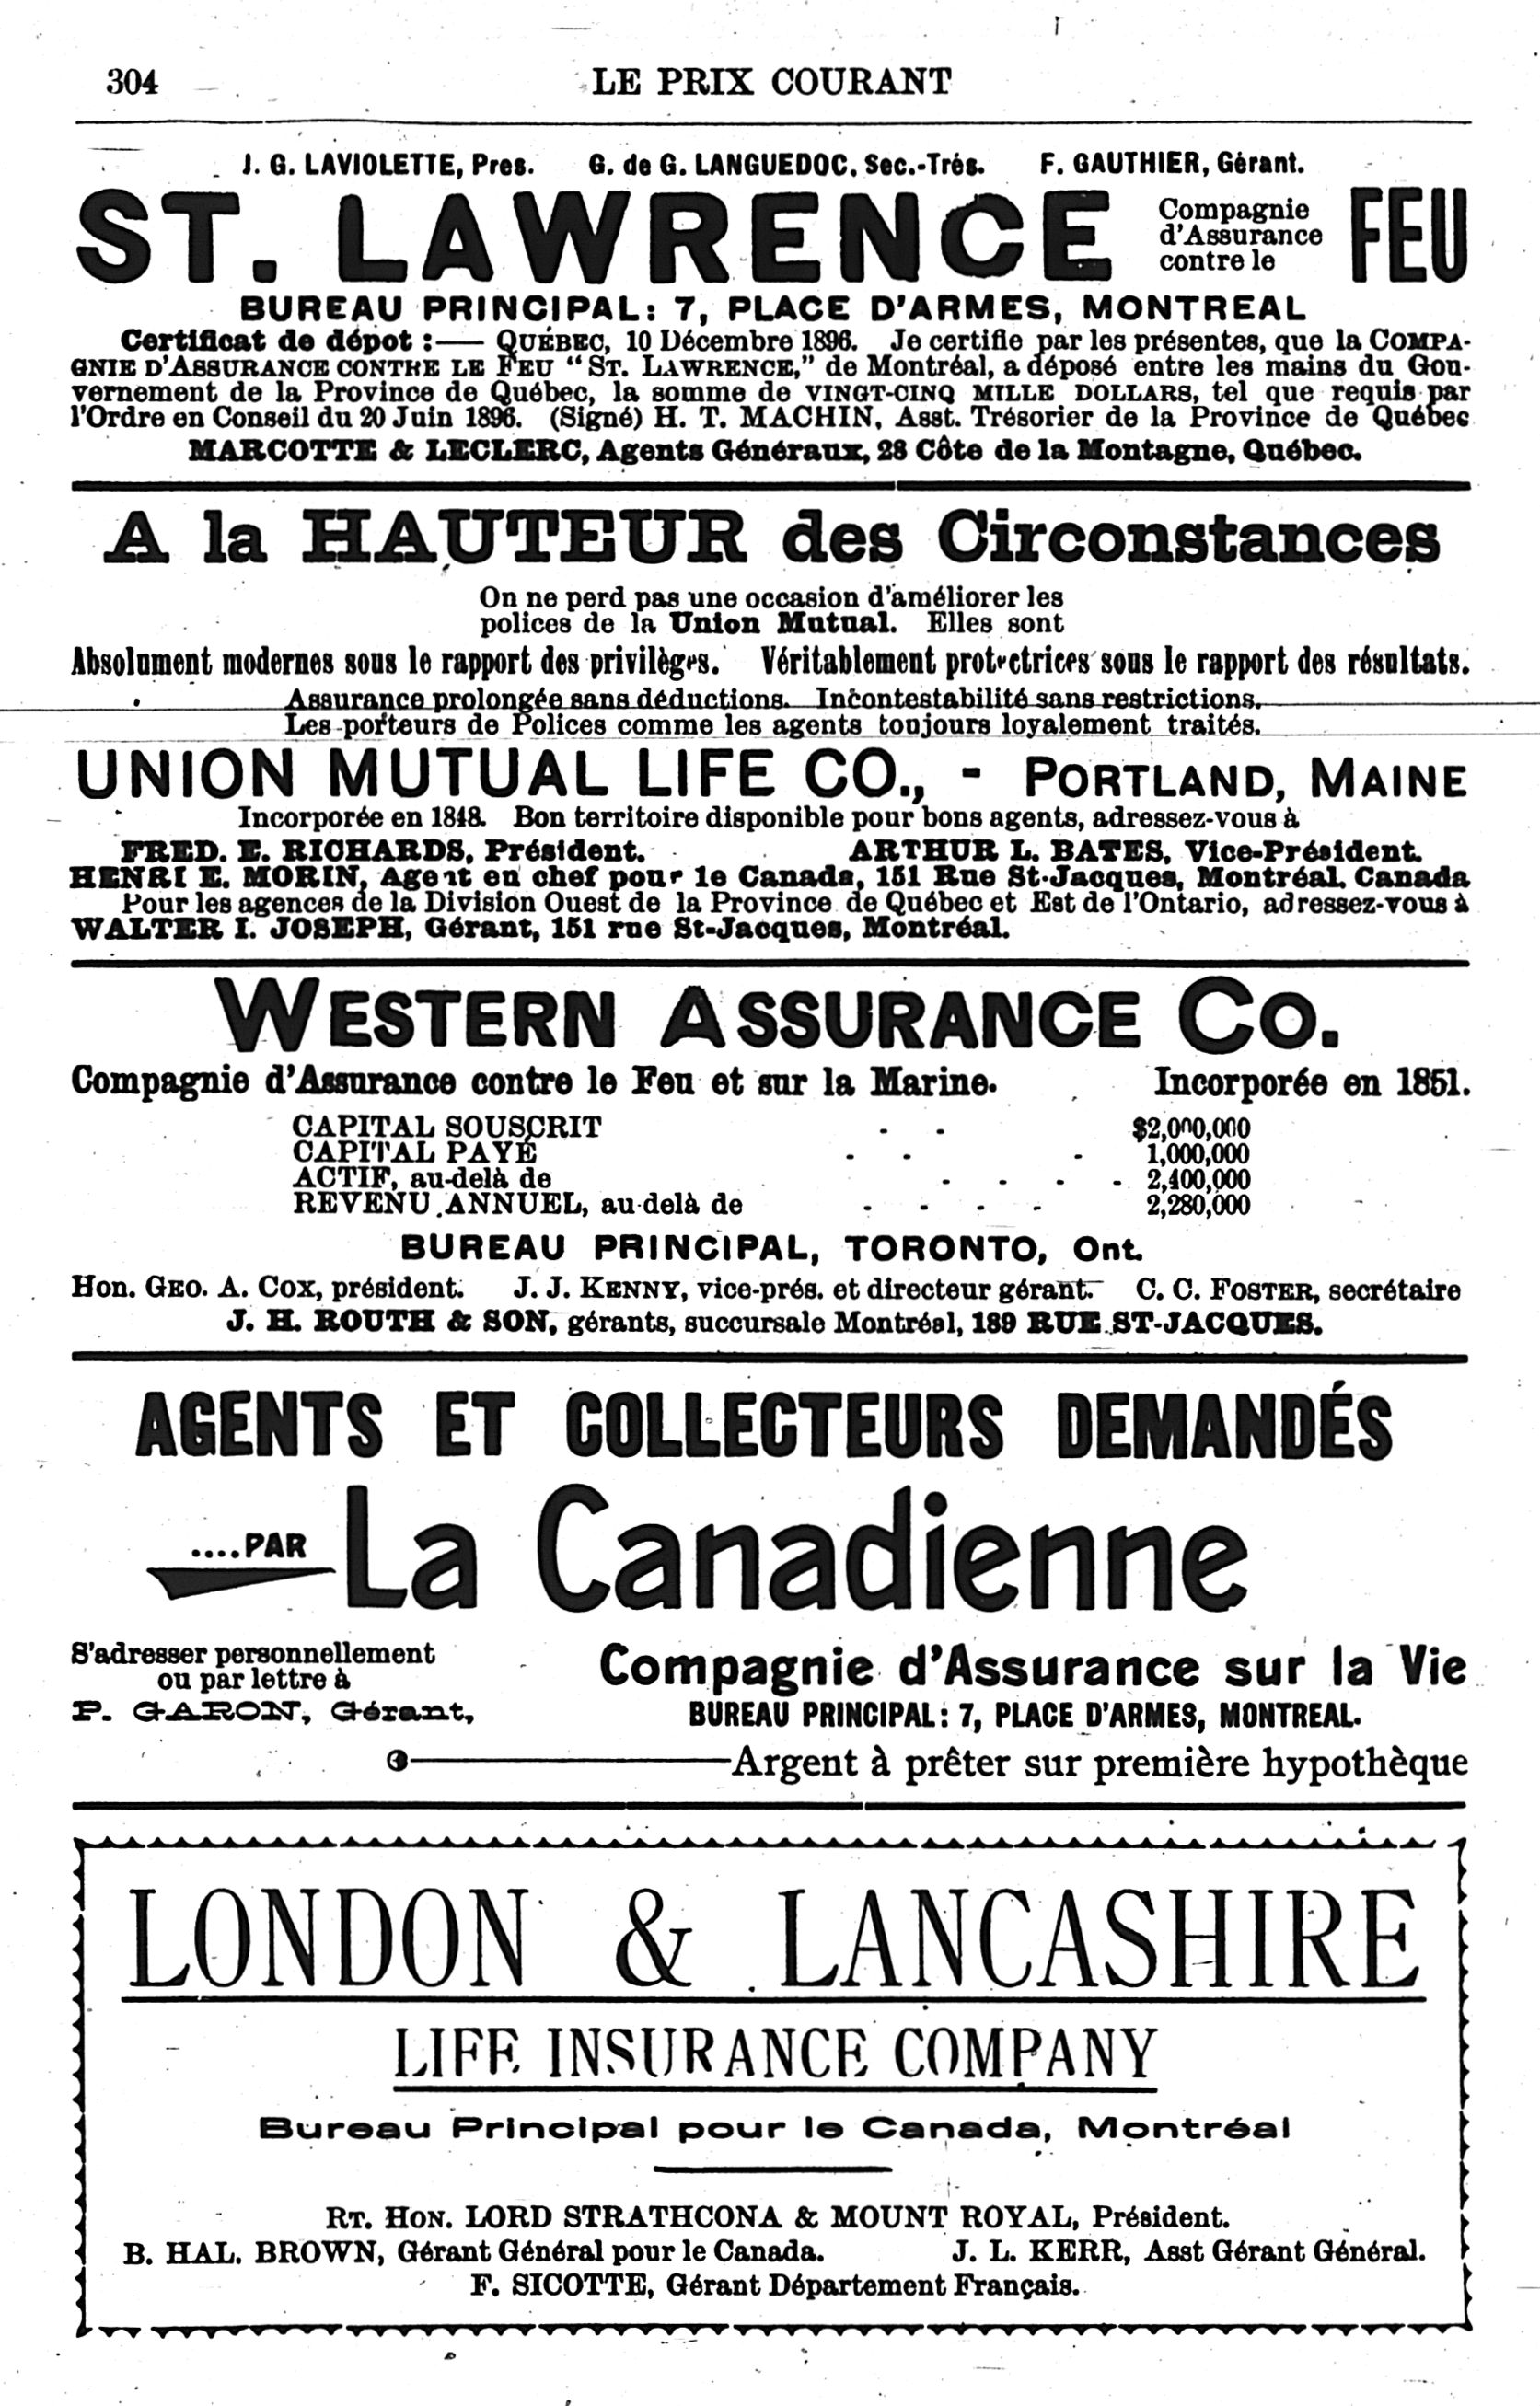 304 LE PRIX COURANT
J. G. LAVIOLETTE, Pres. G. de G. LANGUEDOC, Sec.-Trés. F. GAUTHIER, Gérant.
ST. LAWRENCE Compagnie d'Assurance contre le FEU
BUREAU PRINCIPAL: 7, PLACE D'ARMES, MONTREAL
Certificat de dépot :— QUÉBEC, 10 Décembre 1896. Je certifie par les présentes, que la COMPA-
GNIE D'ASSURANCE CONTRE LE FEU "ST. LAWRENCE," de Montréal, a déposé entre les mains du Gou-
vernement de la Province de Québec, la somme de VINGT-CINQ MILLE DOLLARS, tel que requis par
l'Ordre en Conseil du 20 Juin 1896. (Signé) H. T. MACHIN, Asst. Trésorier de la Province de Québec
MARCOTTE & LECLERC, Agents Généraux, 28 Côte de la Montagne, Québec.
A la HAUTEUR des Circonstances
On ne perd pas une occasion d'améliorer les
polices de la Union Mutual. Elles sont
Absolument modernes sous le rapport des privilèges. Véritablement protectrices sous le rapport des résultats.
Assurance prolongée sans déductions. Incontestabilité sans restrictions.
Les porteurs de Polices comme les agents toujours loyalement traités.
UNION MUTUAL LIFE CO., - PORTLAND, MAINE
Incorporée en 1848. Bon territoire disponible pour bons agents, adressez-vous à
FRED. E. RICHARDS, Président. ARTHUR L. BATES, Vice-Président.
HENRI E. MORIN, Agent en chef pour le Canada, 151 Rue St-Jacques, Montréal, Canada
Pour les agences de la Division Ouest de la Province de Québec et Est de l'Ontario, adressez-vous à
WALTER I. JOSEPH, Gérant, 151 rue St-Jacques, Montréal.
WESTERN ASSURANCE CO.
Compagnie d'Assurance contre le Feu et sur la Marine. Incorporée en 1851.
CAPITAL SOUSCRIT - - $2,000,000
CAPITAL PAYÉ - - - 1,000,000
ACTIF, au-delà de - - - - 2,400,000
REVENU ANNUEL, au-delà de - - - - 2,280,000
BUREAU PRINCIPAL, TORONTO, Ont.
Hon. GEO. A. COX, président. J. J. KENNY, vice-prés. et directeur gérant. C. C. FOSTER, secrétaire
J. H. ROUTH & SON, gérants, succursale Montréal, 189 RUE ST-JACQUES.
AGENTS ET COLLECTEURS DEMANDÉS
....PAR La Canadienne
S'adresser personnellement
ou par lettre à
P. GARON, Gérant,
Compagnie d'Assurance sur la Vie
BUREAU PRINCIPAL: 7, PLACE D'ARMES, MONTREAL.
Argent à prêter sur première hypothèque
LONDON & LANCASHIRE
LIFE INSURANCE COMPANY
Bureau Principal pour le Canada, Montréal
RT. HON. LORD STRATHCONA & MOUNT ROYAL, Président.
B. HAL. BROWN, Gérant Général pour le Canada. J. L. KERR, Asst Gérant Général.
F. SICOTTE, Gérant Département Français.